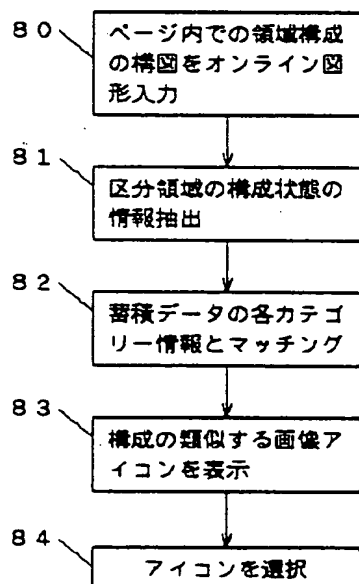 80
ページ内での領域構成
の構図をオンライン図
形入力
81
区分領域の構成状態の
情報抽出
82
蓄積データの各カテゴ
リー情報とマッチング
83
構成の類似する画像ア
イコンを表示
84
アイコンを選択